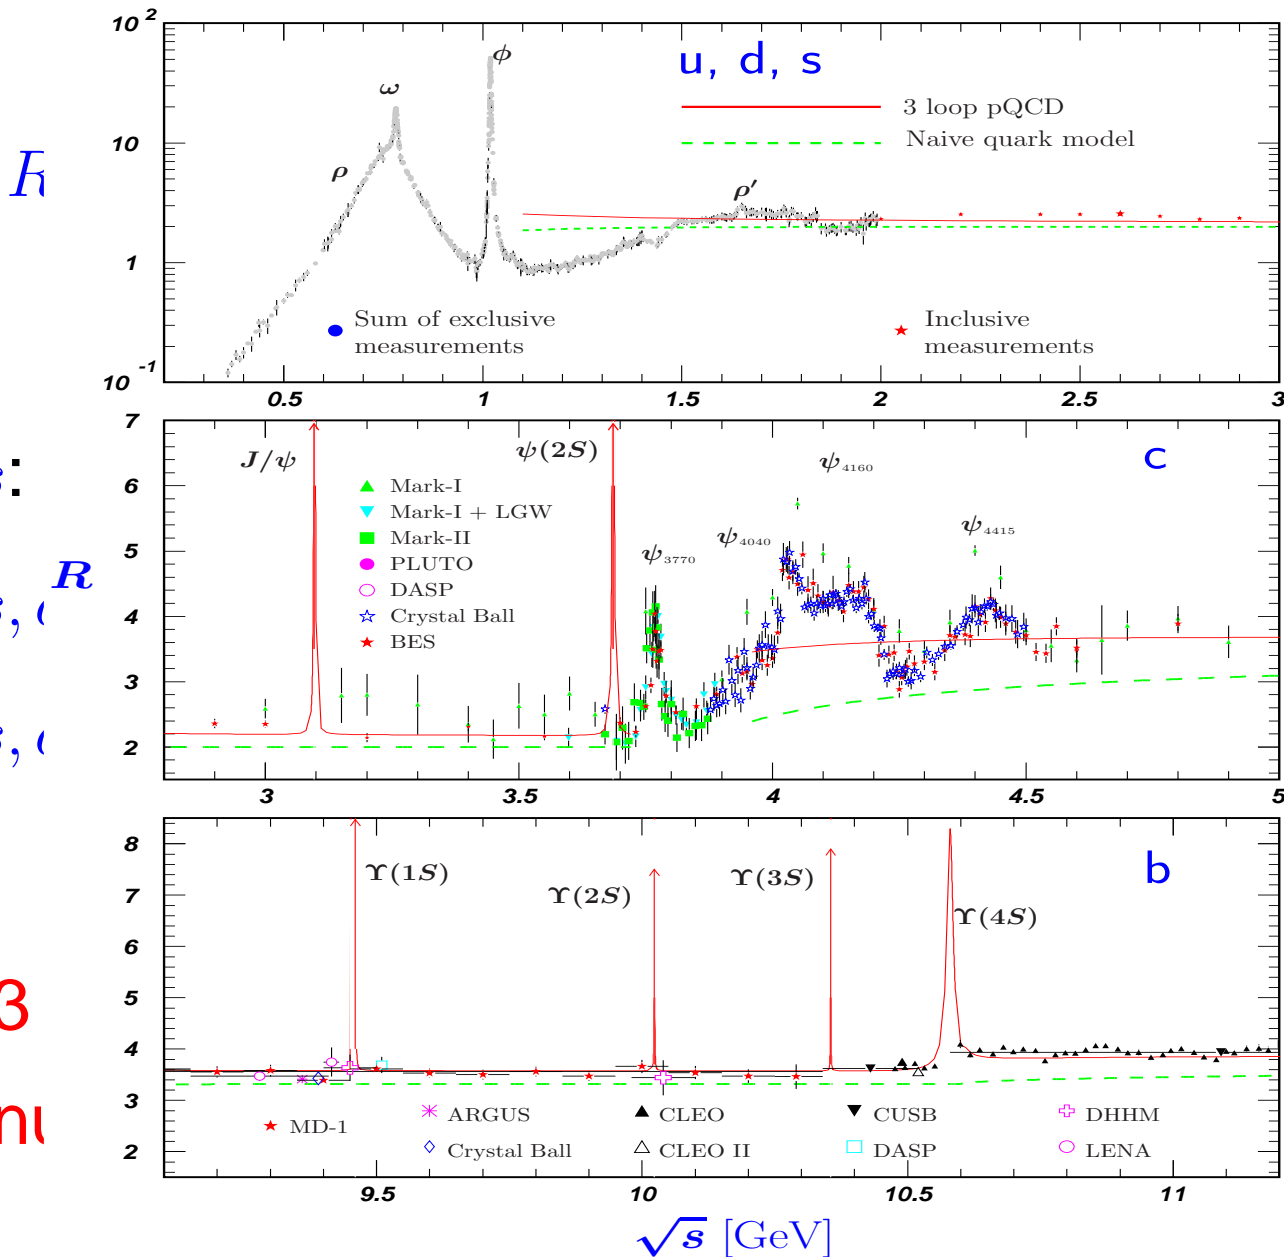 10 2
ϕ
u, d, s
ω
3 loop pQCD
10
Naive quark model
R
ρ
ρ′
1
Sum of exclusive measurements
Inclusive measurements
10 -1
0.5 1 1.5 2 2.5 3
7
J/ψ
ψ(2S)
ψ4160
c
:
6
Mark-I
Mark-I + LGW
ψ4040
ψ4415
Mark-II
ψ3770
5
PLUTO
R
DASP
4
Crystal Ball
BES
3
2
3 3.5 4 4.5 5
8
ϒ(1S)
ϒ(2S)
ϒ(3S)
b
7
ϒ(4S)
6
5
3
4
3
ARGUS
CLEO
CUSB
DHHM
MD-1
nu
2
Crystal Ball
CLEO II
DASP
LENA
9.5 10 10.5 11
√s [GeV]